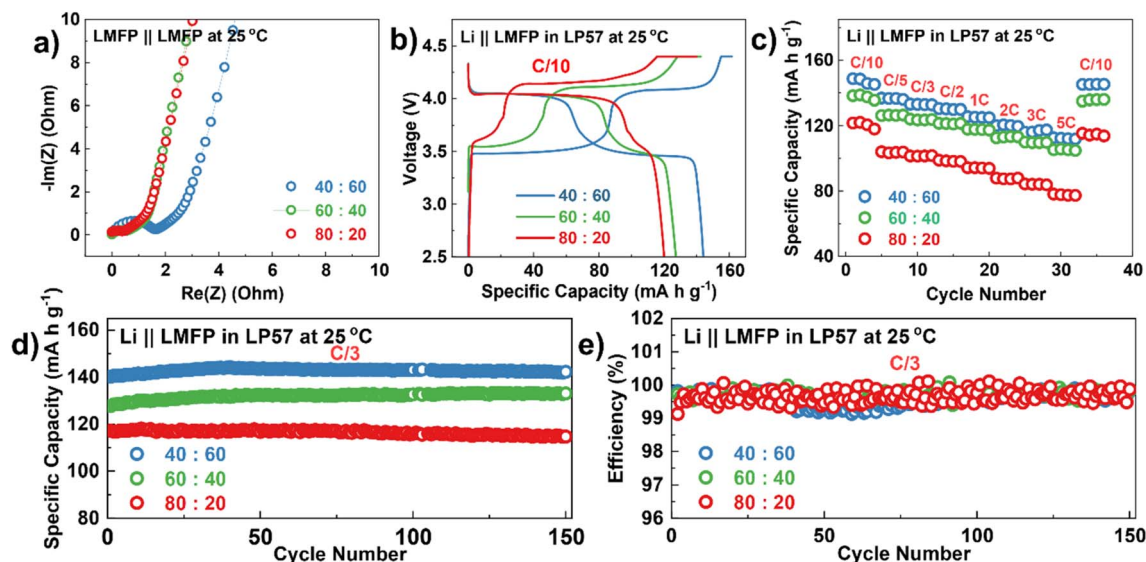 a)
LMFP || LMFP at 25 °C
10
8
6
4
2
0
-Im(Z) (Ohm)
40 : 60
60 : 40
80 : 20
0 2 4 6 8 10
Re(Z) (Ohm)
b)
Li || LMFP in LP57 at 25 °C
C/10
4.5
4.0
3.5
3.0
2.5
Voltage (V)
40 : 60
60 : 40
80 : 20
0 40 80 120 160
Specific Capacity (mA h g⁻¹)
c)
Li || LMFP in LP57 at 25 °C
C/10
C/5
C/3
C/2
1C
2C
3C
5C
C/10
160
120
80
40
Specific Capacity (mA h g⁻¹)
40 : 60
60 : 40
80 : 20
0 10 20 30 40
Cycle Number
d)
Li || LMFP in LP57 at 25 °C
C/3
160
140
120
100
80
Specific Capacity (mA h g⁻¹)
40 : 60
60 : 40
80 : 20
0 50 100 150
Cycle Number
e)
Li || LMFP in LP57 at 25 °C
C/3
102
101
100
99
98
97
96
Efficiency (%)
40 : 60
60 : 40
80 : 20
0 50 100 150
Cycle Number